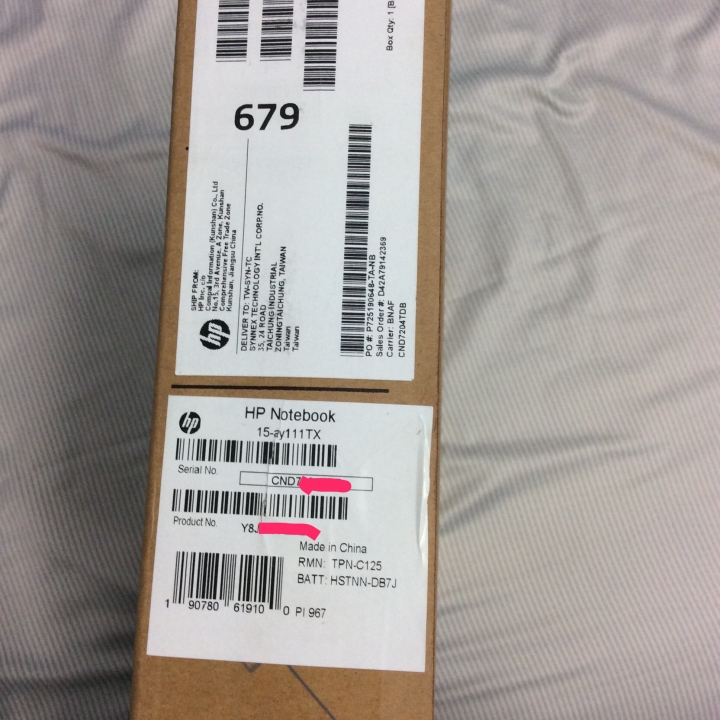 Box Qty: 1
679
SHIP FROM:
HP Inc. c/o
Compal Information (Kunshan) Co., Ltd
No.15, 3rd Avenue, A Zone, Kunshan
Comprehensive Free Trade Zone
Kunshan, Jiangsu China
hp
DELIVER TO: TW-SYN-TC
SYNNEX TECHNOLOGY INT'L CORP.NO.
35, 24 ROAD
TAICHUNG INDUSTRIAL
ZONINGTAICHUNG, TAIWAN
Taiwan
Taiwan
PO #: P725190648-TA-NB
Sales Order #: D42A79142369
Carrier: BNAF
CND7204TDB
hp
HP Notebook
15-ay111TX
Serial No.
CND7
Product No.
Y8J
Made in China
RMN: TPN-C125
BATT: HSTNN-DB7J
1 90780 61910 0 PI 967